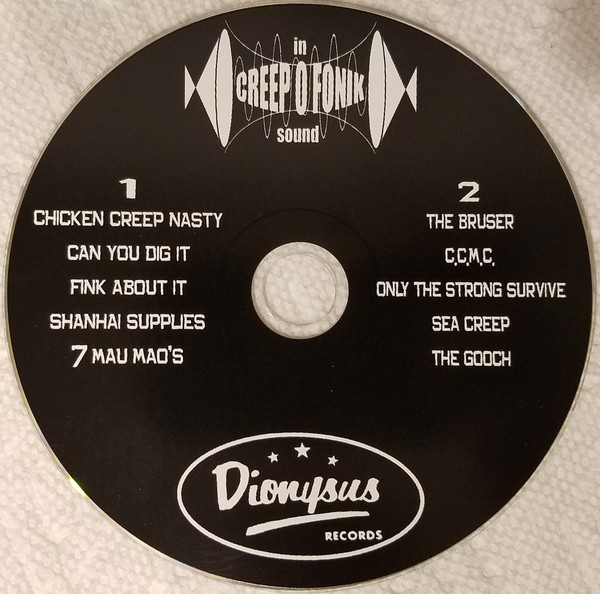 in
CREEP O FONIK
sound
1
CHICKEN CREEP NASTY
CAN YOU DIG IT
FINK ABOUT IT
SHANHAI SUPPLIES
7 MAU MAO'S
2
THE BRUSER
C.C.M.C.
ONLY THE STRONG SURVIVE
SEA CREEP
THE GOOCH
Dionysus
RECORDS